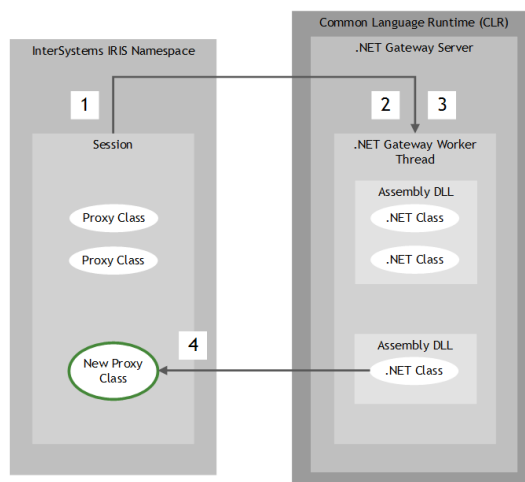 Common Language Runtime (CLR)
InterSystems IRIS Namespace
.NET Gateway Server
1
2
3
Session
.NET Gateway Worker
Thread
Assembly DLL
Proxy Class
.NET Class
Proxy Class
.NET Class
4
Assembly DLL
New Proxy
Class
.NET Class